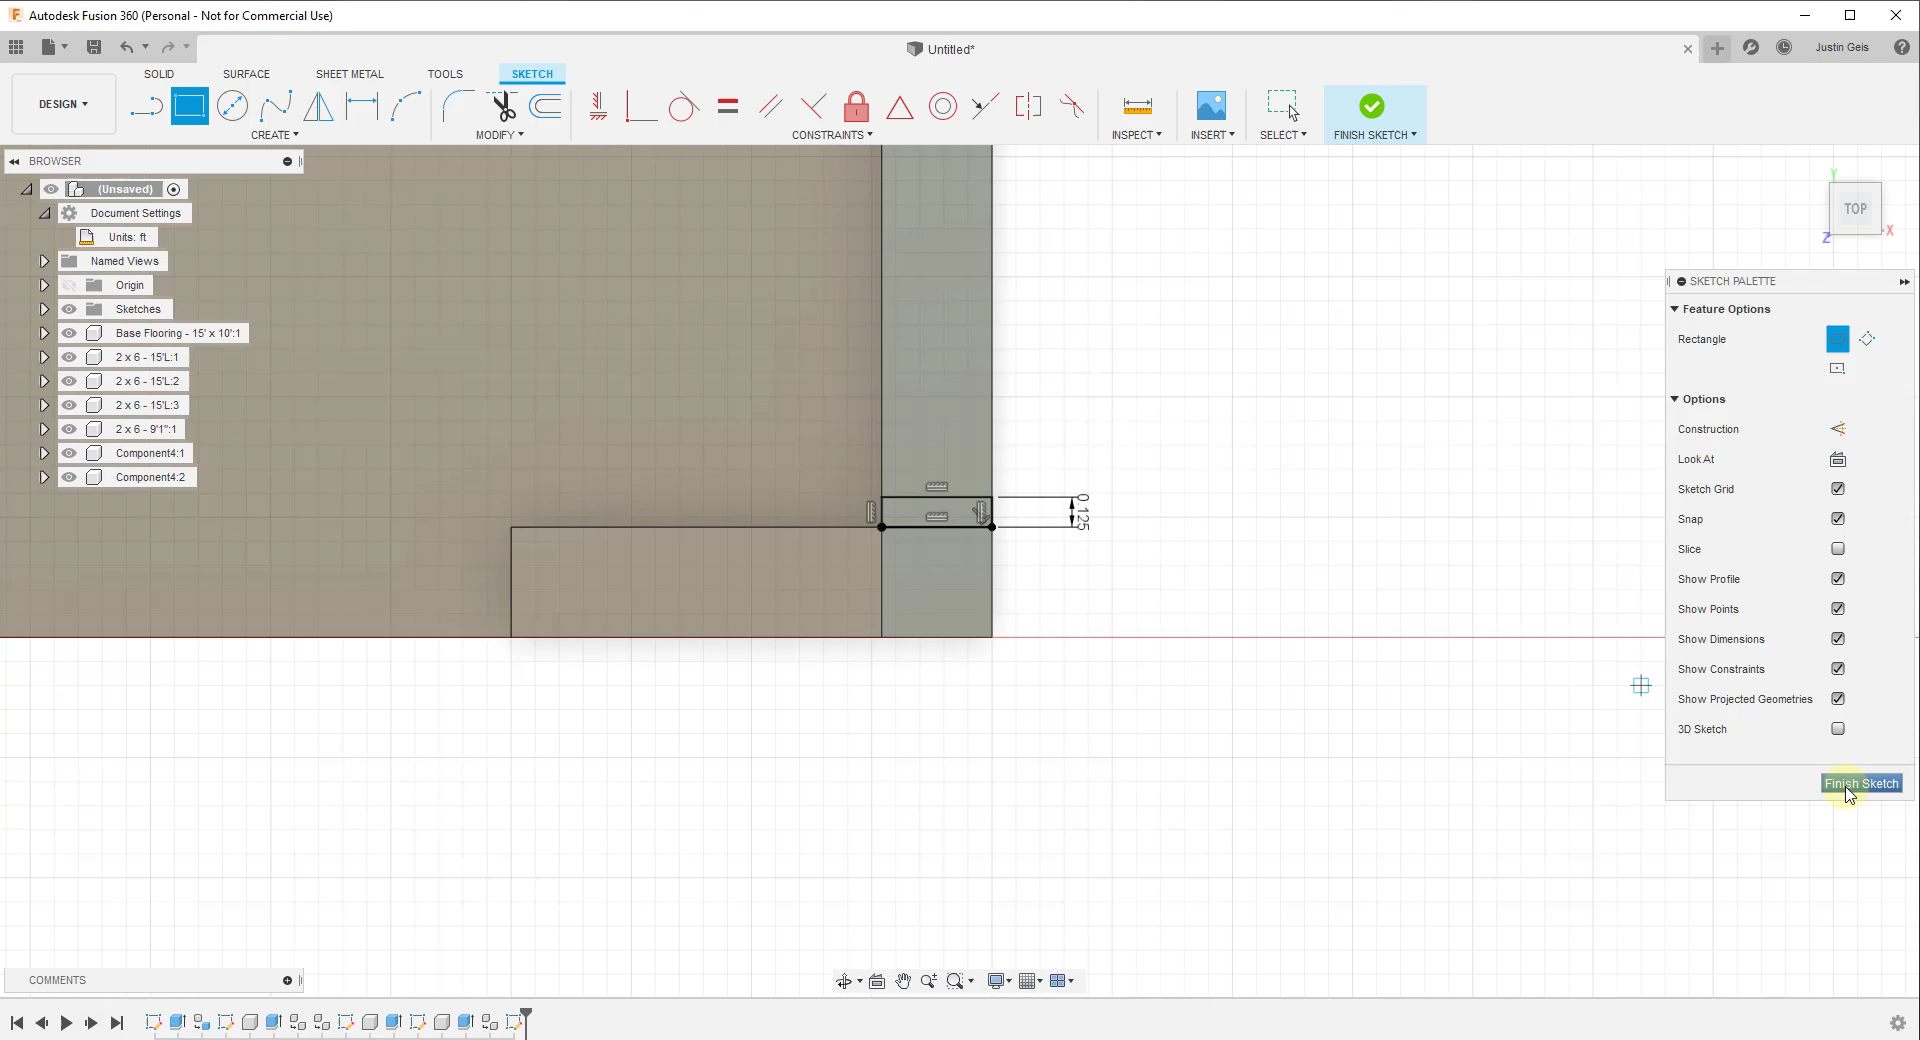 Autodesk Fusion 360 (Personal - Not for Commercial Use)
Untitled*
Justin Geis
DESIGN
SOLID
SURFACE
SHEET METAL
TOOLS
SKETCH
CREATE
MODIFY
CONSTRAINTS
INSPECT
INSERT
SELECT
FINISH SKETCH
BROWSER
(Unsaved)
Document Settings
Units: ft
Named Views
Origin
Sketches
Base Flooring - 15' x 10':1
2 x 6 - 15'L:1
2 x 6 - 15'L:2
2 x 6 - 15'L:3
2 x 6 - 9'1":1
Component4:1
Component4:2
0.125
TOP
Y
X
Z
SKETCH PALETTE
Feature Options
Rectangle
Options
Construction
Look At
Sketch Grid
Snap
Slice
Show Profile
Show Points
Show Dimensions
Show Constraints
Show Projected Geometries
3D Sketch
Finish Sketch
COMMENTS